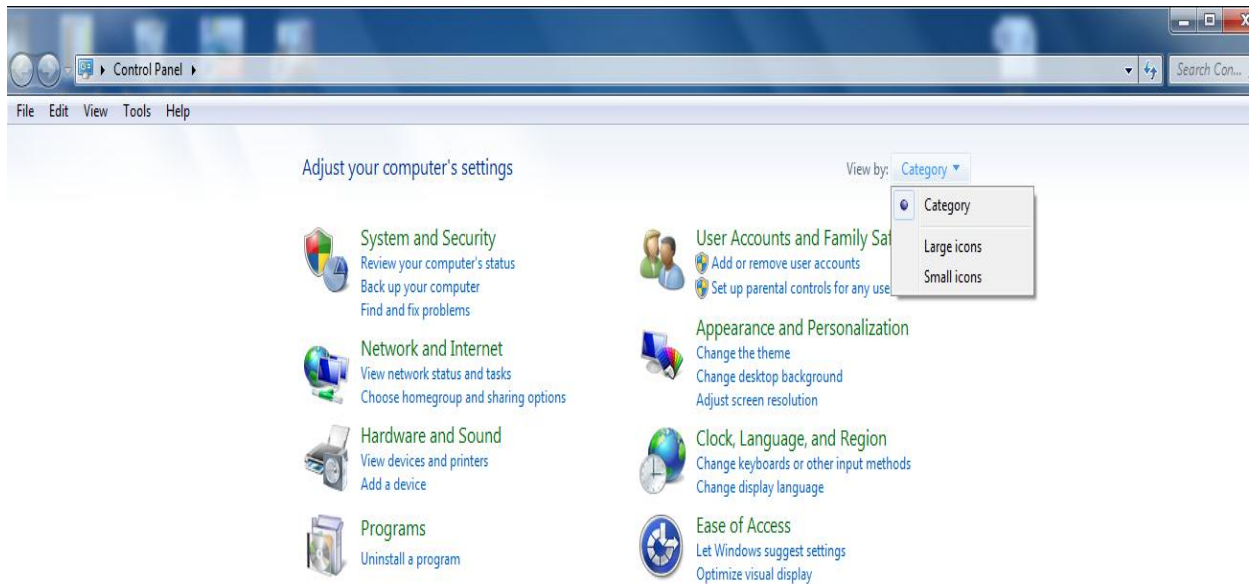 Control Panel
Search Con...
File Edit View Tools Help
Adjust your computer's settings
View by: Category
Category
Large icons
Small icons
System and Security
Review your computer's status
Back up your computer
Find and fix problems
Network and Internet
View network status and tasks
Choose homegroup and sharing options
Hardware and Sound
View devices and printers
Add a device
Programs
Uninstall a program
User Accounts and Family Saf
Add or remove user accounts
Set up parental controls for any use
Appearance and Personalization
Change the theme
Change desktop background
Adjust screen resolution
Clock, Language, and Region
Change keyboards or other input methods
Change display language
Ease of Access
Let Windows suggest settings
Optimize visual display